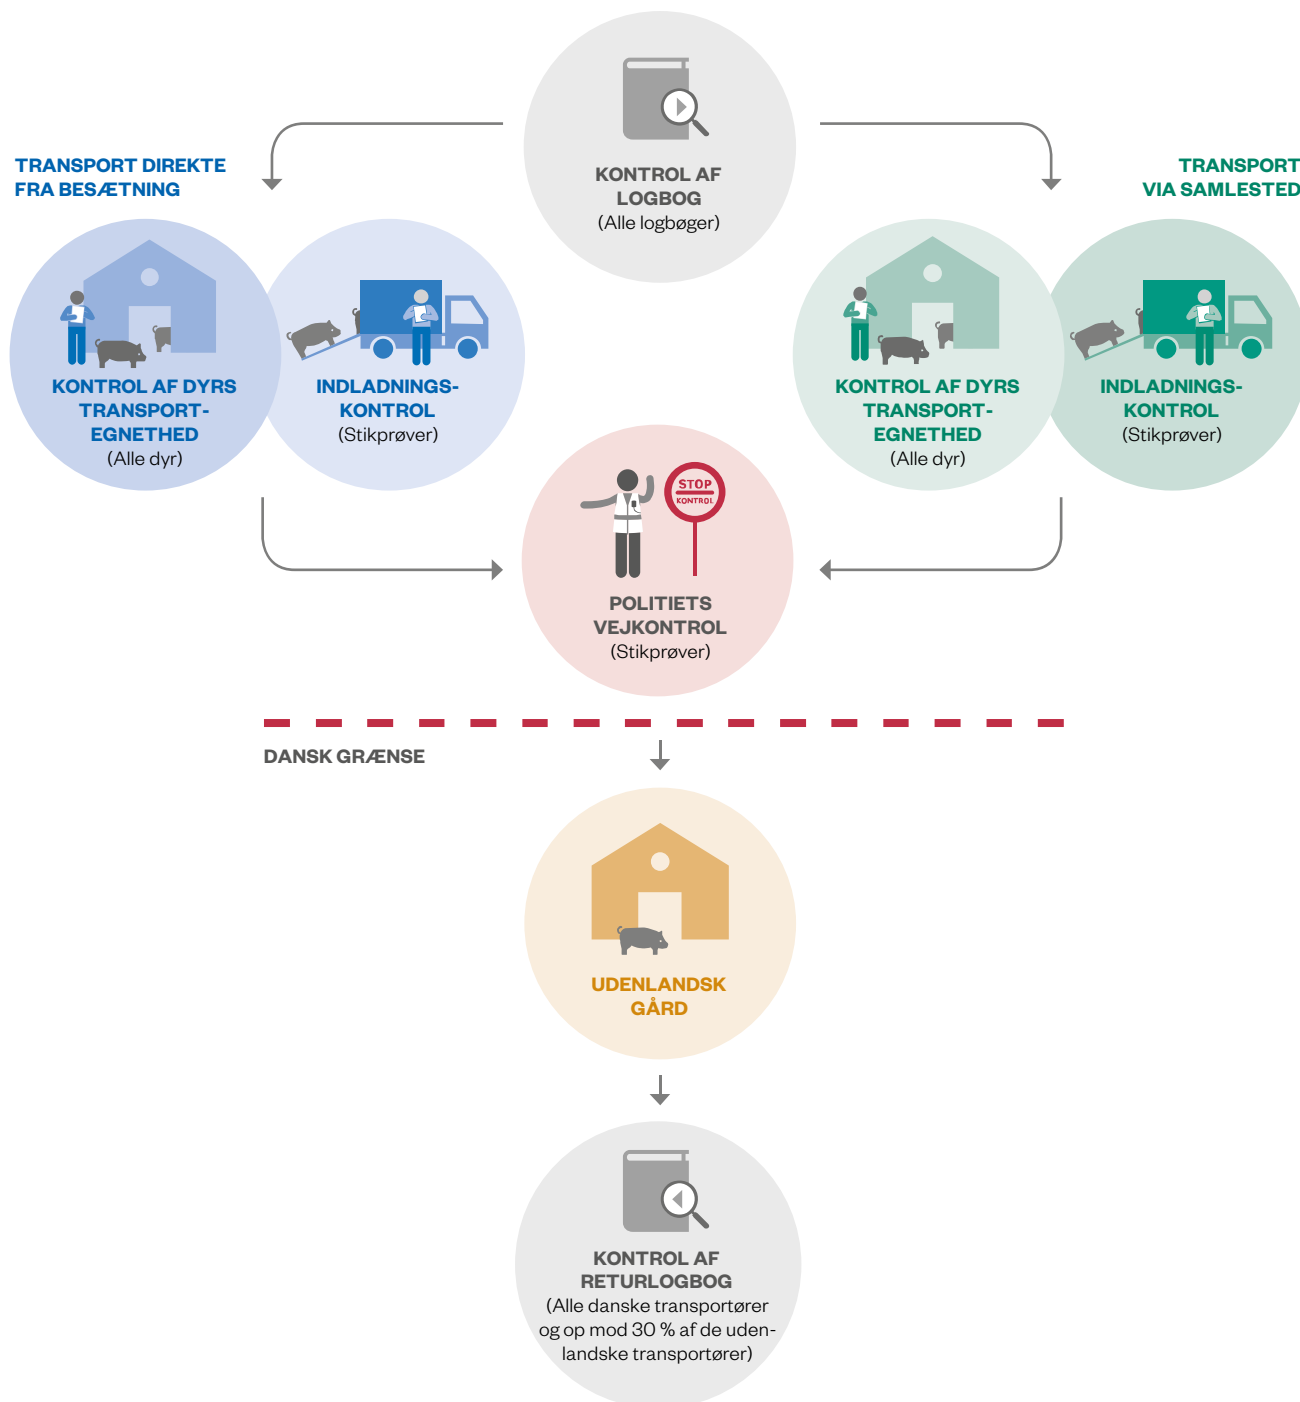 KONTROL AF
LOGBOG
(Alle logbøger)
TRANSPORT DIREKTE
FRA BESÆTNING
KONTROL AF DYRS
TRANSPORT-
EGNETHED
(Alle dyr)
INDLADNINGS-
KONTROL
(Stikprøver)
TRANSPORT
VIA SAMLESTED
KONTROL AF DYRS
TRANSPORT-
EGNETHED
(Alle dyr)
INDLADNINGS-
KONTROL
(Stikprøver)
STOP
KONTROL
POLITIETS
VEJKONTROL
(Stikprøver)
DANSK GRÆNSE
UDENLANDSK
GÅRD
KONTROL AF
RETURLOGBOG
(Alle danske transportører
og op mod 30 % af de uden-
landske transportører)